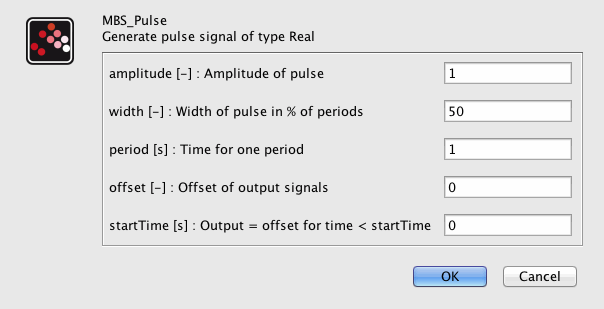 MBS_Pulse
Generate pulse signal of type Real
amplitude [-] : Amplitude of pulse 1
width [-] : Width of pulse in % of periods 50
period [s] : Time for one period 1
offset [-] : Offset of output signals 0
startTime [s] : Output = offset for time < startTime 0
OK Cancel